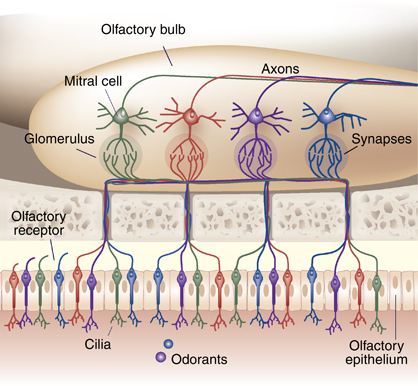 Olfactory bulb
Axons
Mitral cell
Glomerulus
Synapses
Olfactory
receptor
Cilia
Odorants
Olfactory
epithelium